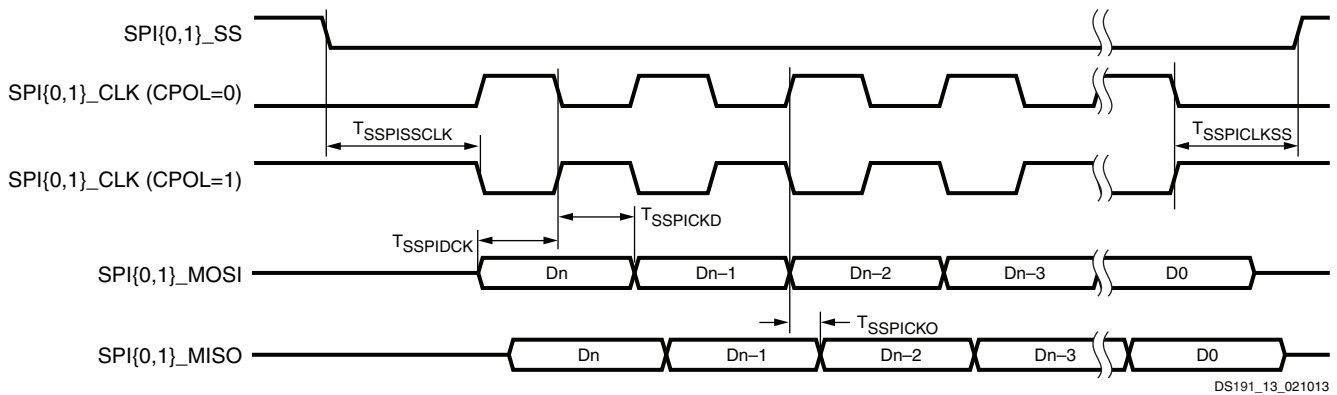 SPI{0,1}_SS
SPI{0,1}_CLK (CPOL=0)
TSSPISSCLK
TSSPICLKSS
SPI{0,1}_CLK (CPOL=1)
TSSPICKD
TSSPIDCK
SPI{0,1}_MOSI
Dn
Dn–1
Dn–2
Dn–3
D0
TSSPICKO
SPI{0,1}_MISO
Dn
Dn–1
Dn–2
Dn–3
D0
DS191_13_021013